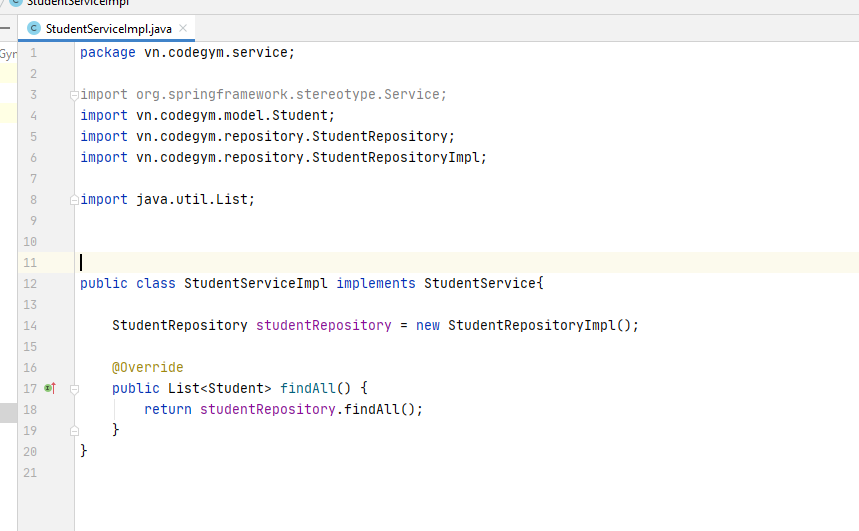 StudentServiceImpl
StudentServiceImpl.java
Gyn
1 package vn.codegym.service;
2
3 import org.springframework.stereotype.Service;
4 import vn.codegym.model.Student;
5 import vn.codegym.repository.StudentRepository;
6 import vn.codegym.repository.StudentRepositoryImpl;
7
8 import java.util.List;
9
10
11
12 public class StudentServiceImpl implements StudentService{
13
14 StudentRepository studentRepository = new StudentRepositoryImpl();
15
16 @Override
17 public List<Student> findAll() {
18 return studentRepository.findAll();
19 }
20 }
21